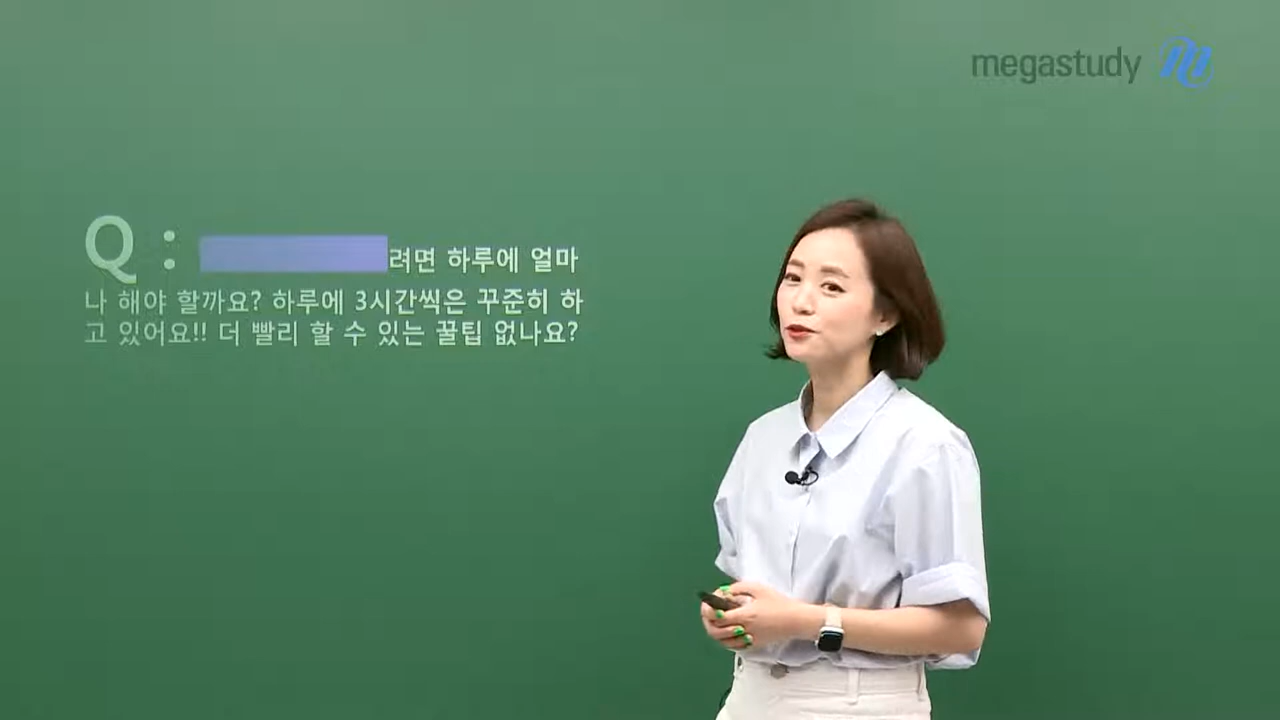 megastudy
Q : 려면 하루에 얼마
나 해야 할까요? 하루에 3시간씩은 꾸준히 하
고 있어요!! 더 빨리 할 수 있는 꿀팁 없나요?